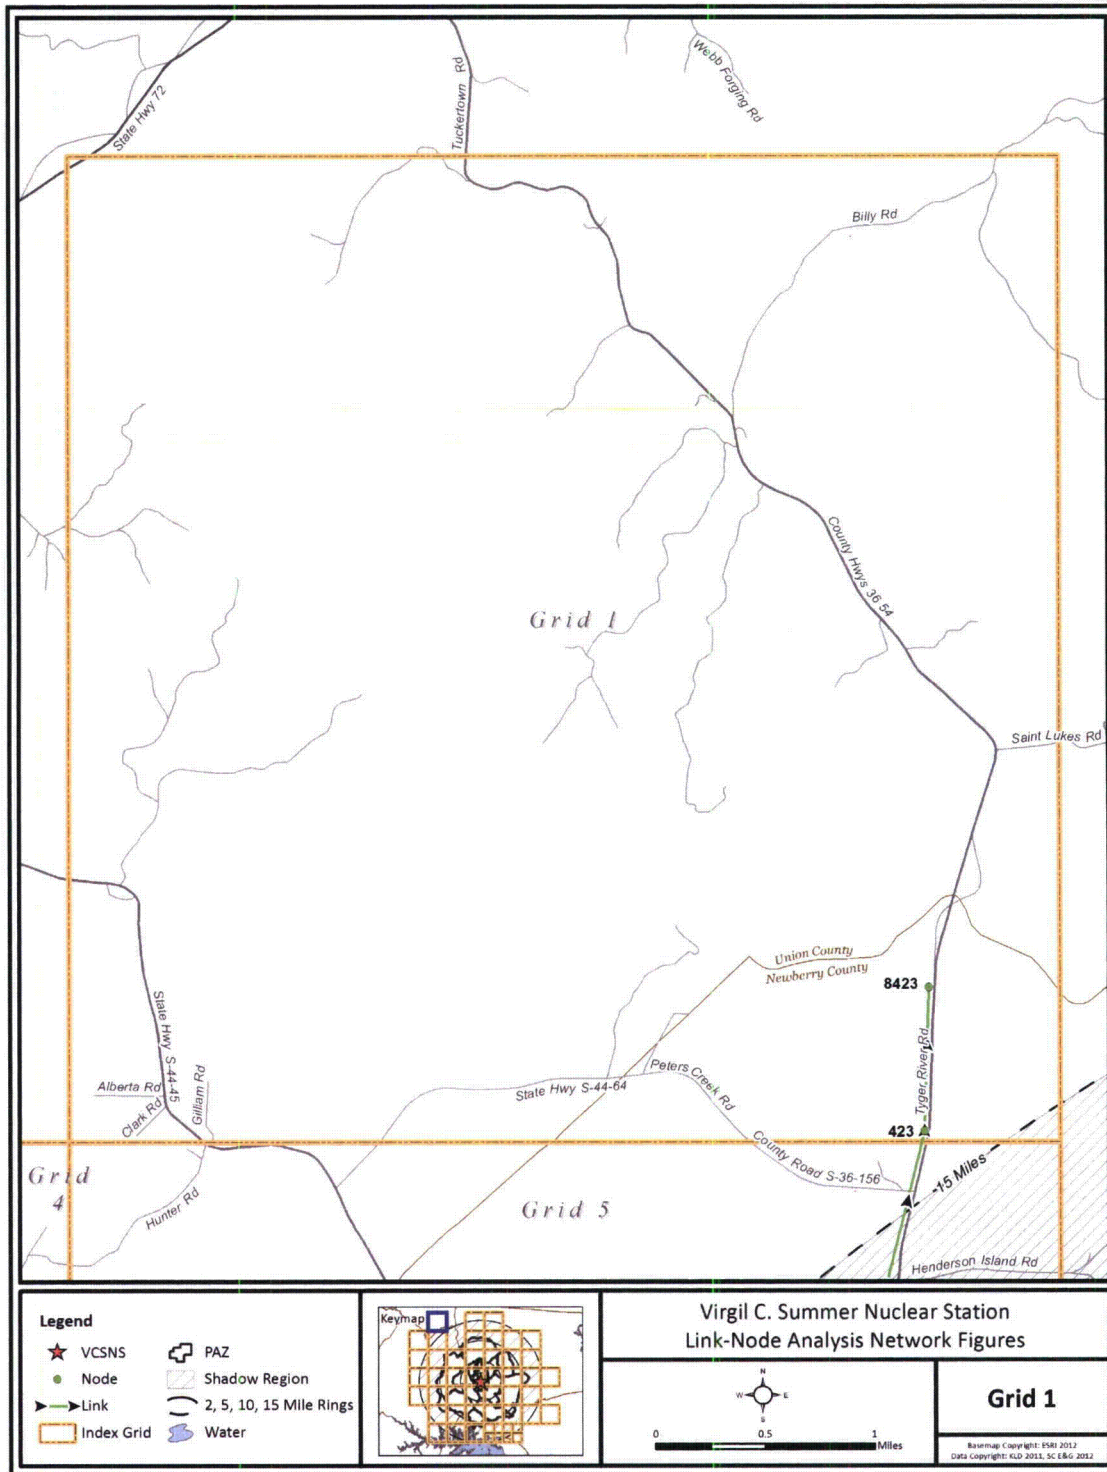 State Hwy 72
Tuckertown Rd
Webb Forging Rd
Billy Rd
County Hwys 36 54
Grid 1
Saint Lukes Rd
Union County
Newberry County
8423
Tyger River Rd
State Hwy S-44-45
Alberta Rd
Clark Rd
Gilliam Rd
State Hwy S-44-64
Peters Creek Rd
County Road S-36-156
423
15 Miles
Grid
4
Hunter Rd
Grid 5
Henderson Island Rd
Legend
VCSNS
PAZ
Node
Shadow Region
Link
2, 5, 10, 15 Mile Rings
Index Grid
Water
Keymap
Virgil C. Summer Nuclear Station
Link-Node Analysis Network Figures
N
W
E
S
0
0.5
1
Miles
Grid 1
Basemap Copyright: ESRI 2012
Data Copyright: KLD 2011, SC E&G 2012